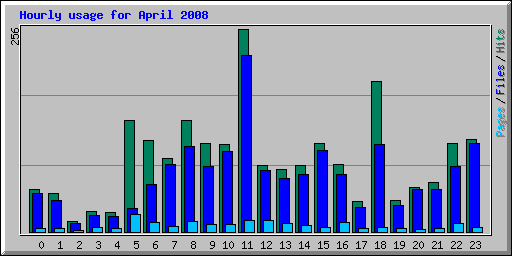 Hourly usage for April 2008
256
Pages / Files / Hits
0 1 2 3 4 5 6 7 8 9 10 11 12 13 14 15 16 17 18 19 20 21 22 23